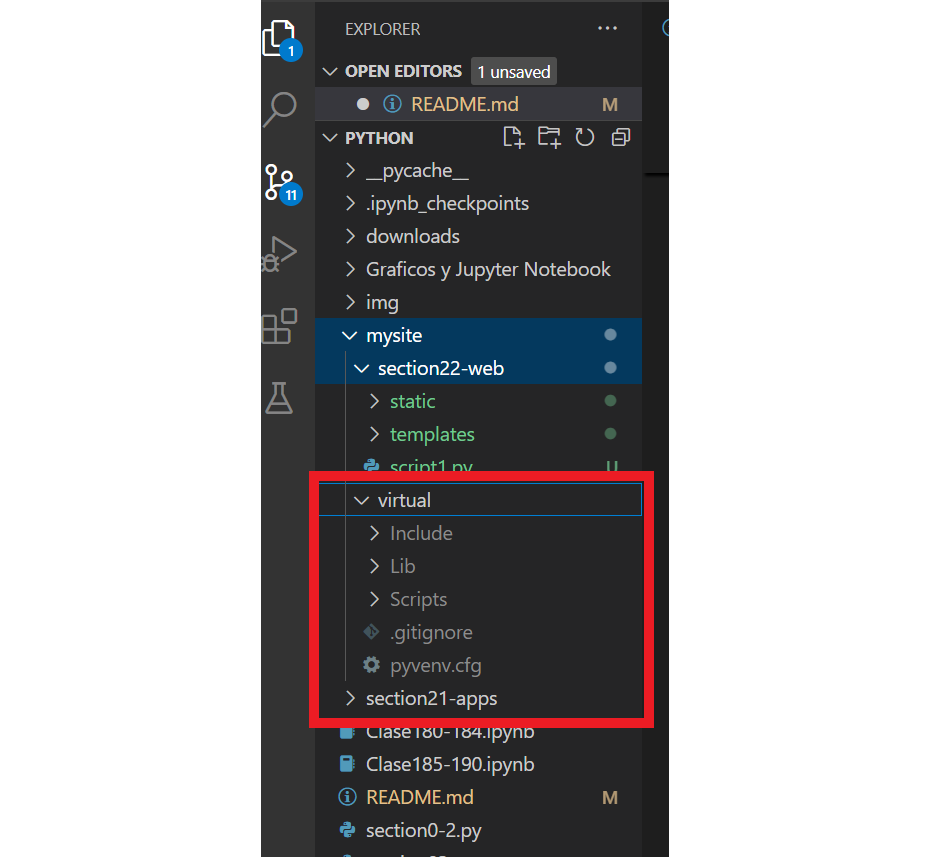 EXPLORER ...
1
OPEN EDITORS 1 unsaved
README.md M
PYTHON
__pycache__
.ipynb_checkpoints
downloads
Graficos y Jupyter Notebook
img
mysite
11
section22-web
static
templates
script1.py U
virtual
Include
Lib
Scripts
.gitignore
pyvenv.cfg
section21-apps
Clase180-184.ipynb
Clase185-190.ipynb
README.md M
section0-2.py